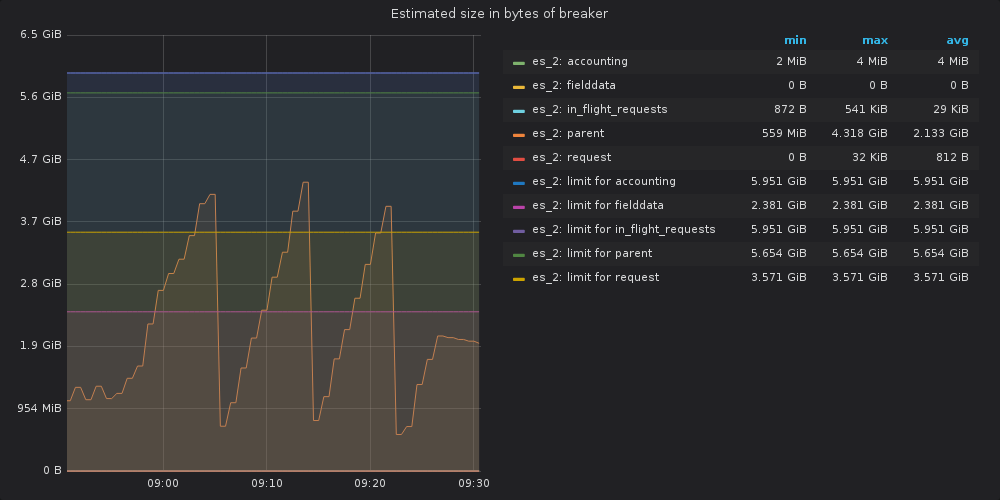 Estimated size in bytes of breaker
6.5 GiB
5.6 GiB
4.7 GiB
3.7 GiB
2.8 GiB
1.9 GiB
954 MiB
0 B
09:00 09:10 09:20 09:30
min max avg
es_2: accounting 2 MiB 4 MiB 4 MiB
es_2: fielddata 0 B 0 B 0 B
es_2: in_flight_requests 872 B 541 KiB 29 KiB
es_2: parent 559 MiB 4.318 GiB 2.133 GiB
es_2: request 0 B 32 KiB 812 B
es_2: limit for accounting 5.951 GiB 5.951 GiB 5.951 GiB
es_2: limit for fielddata 2.381 GiB 2.381 GiB 2.381 GiB
es_2: limit for in_flight_requests 5.951 GiB 5.951 GiB 5.951 GiB
es_2: limit for parent 5.654 GiB 5.654 GiB 5.654 GiB
es_2: limit for request 3.571 GiB 3.571 GiB 3.571 GiB